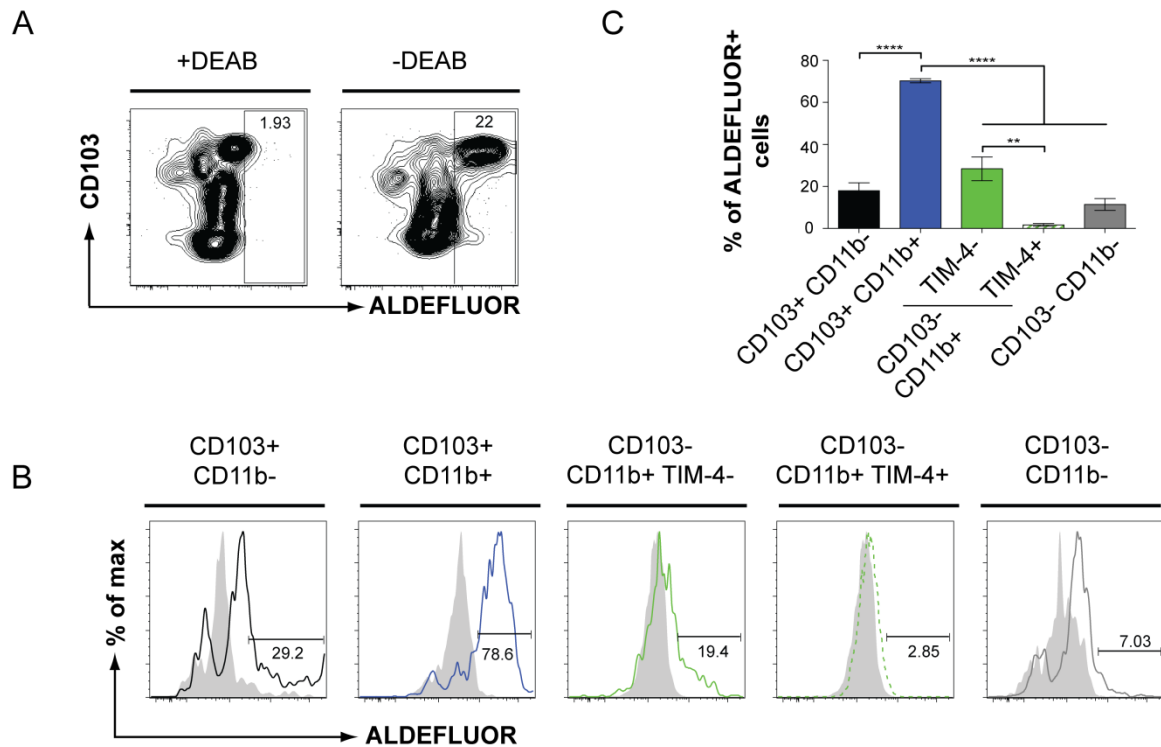 A
+DEAB
-DEAB
1.93
22
CD103
ALDEFLUOR
C
% of ALDEFLUOR+
cells
80
60
40
20
0
****
****
**
CD103+ CD11b-
CD103+ CD11b+
TIM-4-
TIM-4+
CD103-
CD11b+
CD103- CD11b-
B
CD103+
CD11b-
CD103+
CD11b+
CD103-
CD11b+ TIM-4-
CD103-
CD11b+ TIM-4+
CD103-
CD11b-
% of max
29.2
78.6
19.4
2.85
7.03
ALDEFLUOR